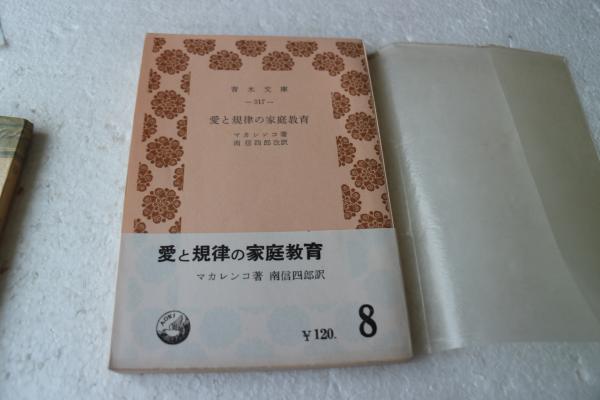 青木文庫
—317—
愛と規律の家庭教育
マカレンコ著
南信四郎訳
愛と規律の家庭教育
マカレンコ著 南信四郎訳
AOKI
¥120.
8